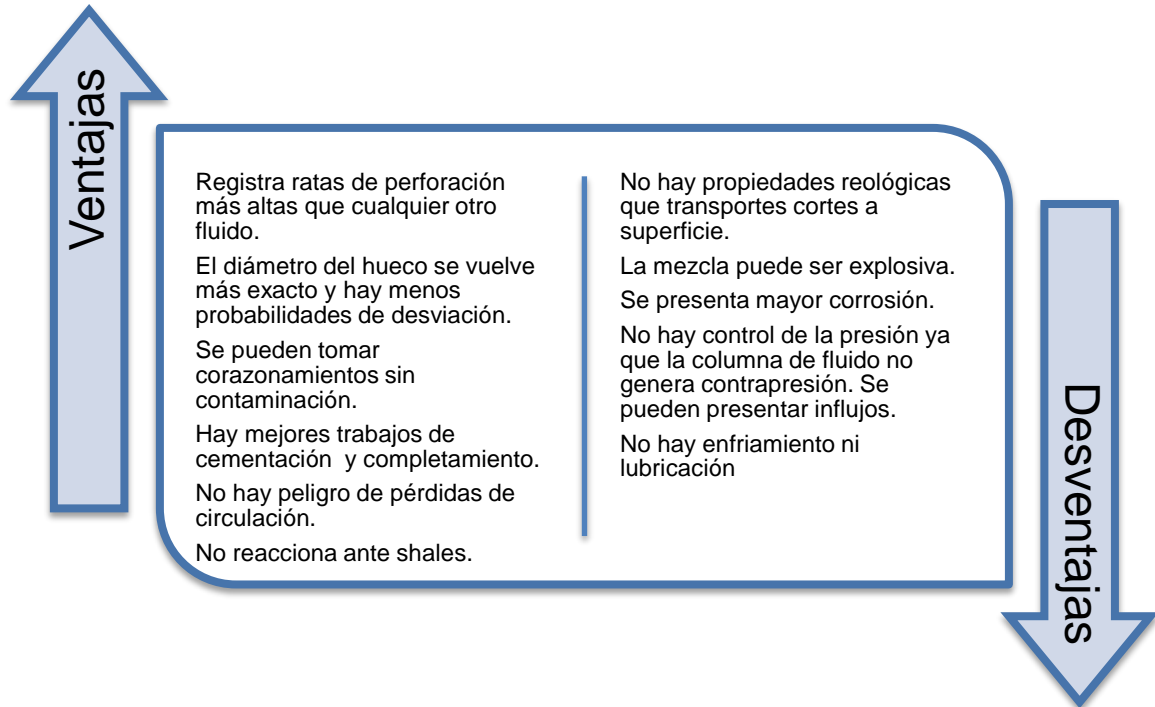 Ventajas
Registra ratas de perforación
más altas que cualquier otro
fluido.
El diámetro del hueco se vuelve
más exacto y hay menos
probabilidades de desviación.
Se pueden tomar
corazonamientos sin
contaminación.
Hay mejores trabajos de
cementación  y completamiento.
No hay peligro de pérdidas de
circulación.
No reacciona ante shales.
No hay propiedades reológicas
que transportes cortes a
superficie.
La mezcla puede ser explosiva.
Se presenta mayor corrosión.
No hay control de la presión ya
que la columna de fluido no
genera contrapresión. Se
pueden presentar influjos.
No hay enfriamiento ni
lubricación
Desventajas